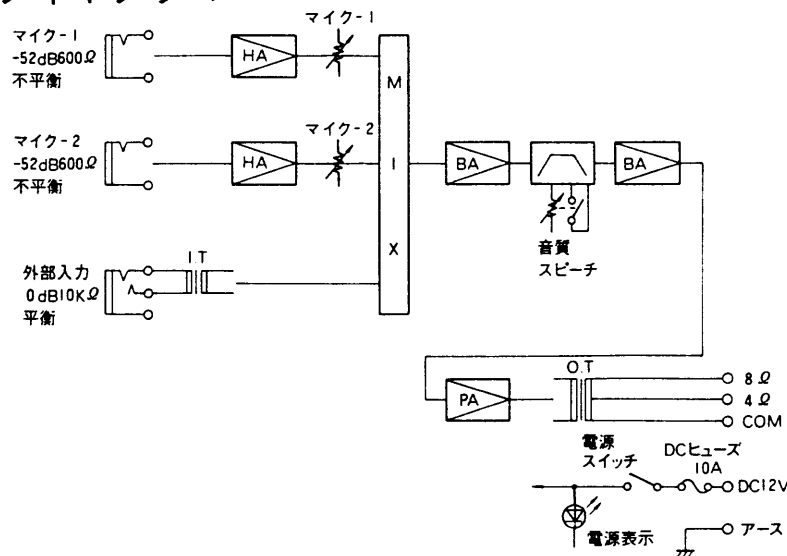 マイク-1
-52dB600Ω
不平衡
HA
マイク-1
マイク-2
-52dB600Ω
不平衡
HA
マイク-2
外部入力
0dB10KΩ
平衡
I.T
M
I
X
BA
音質
スピーチ
BA
PA
O.T
8Ω
4Ω
COM
電源
スイッチ
DCヒューズ
10A
DC12V
電源表示
アース